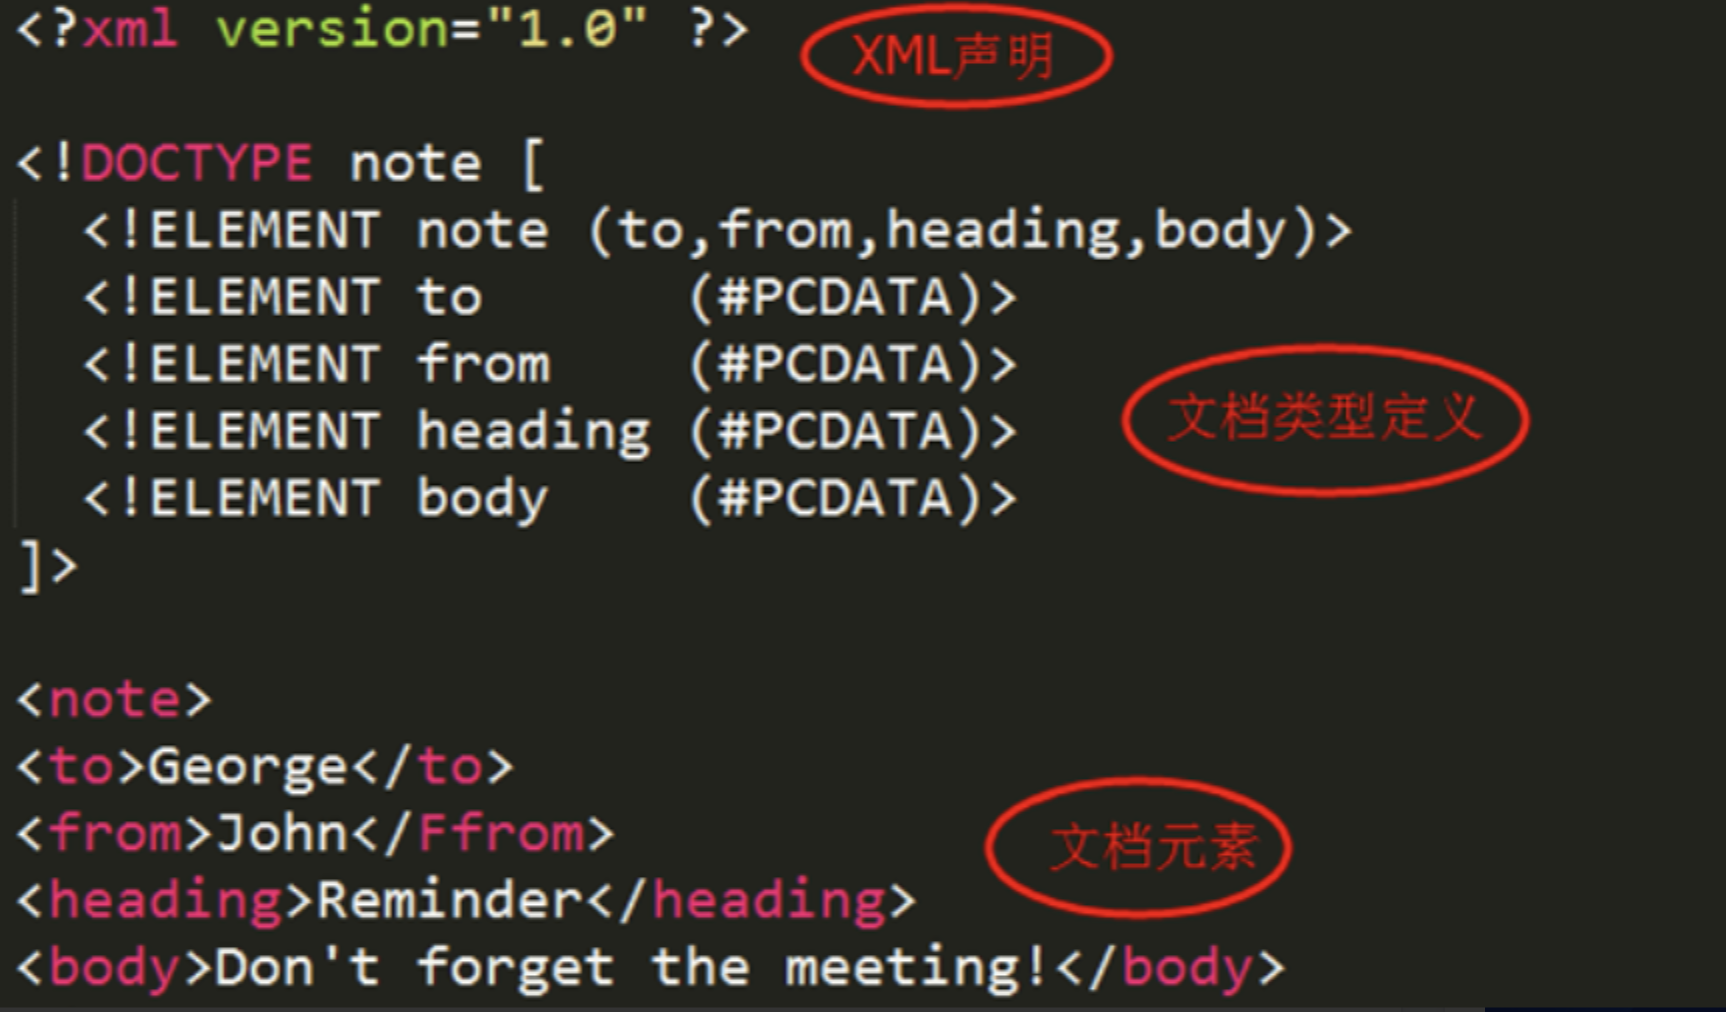 <?xml version="1.0" ?>
XML声明
<!DOCTYPE note [
<!ELEMENT note (to,from,heading,body)>
<!ELEMENT to (#PCDATA)>
<!ELEMENT from (#PCDATA)>
文档类型定义
<!ELEMENT heading (#PCDATA)>
<!ELEMENT body (#PCDATA)>
]>
<note>
<to>George</to>
<from>John</Ffrom>
文档元素
<heading>Reminder</heading>
<body>Don't forget the meeting!</body>